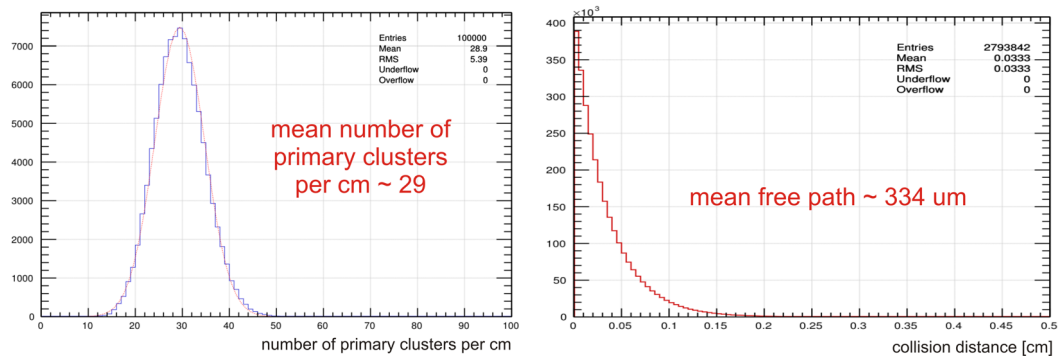 7000
6000
5000
4000
3000
2000
1000
0
Entries 100000
Mean 28.9
RMS 5.39
Underflow 0
Overflow 0
mean number of
primary clusters
per cm ~ 29
0 10 20 30 40 50 60 70 80 90 100
number of primary clusters per cm
×10³
400
350
300
250
200
150
100
50
0
Entries 2793842
Mean 0.0333
RMS 0.0333
Underflow 0
Overflow 0
mean free path ~ 334 um
0 0.05 0.1 0.15 0.2 0.25 0.3 0.35 0.4 0.45 0.5
collision distance [cm]